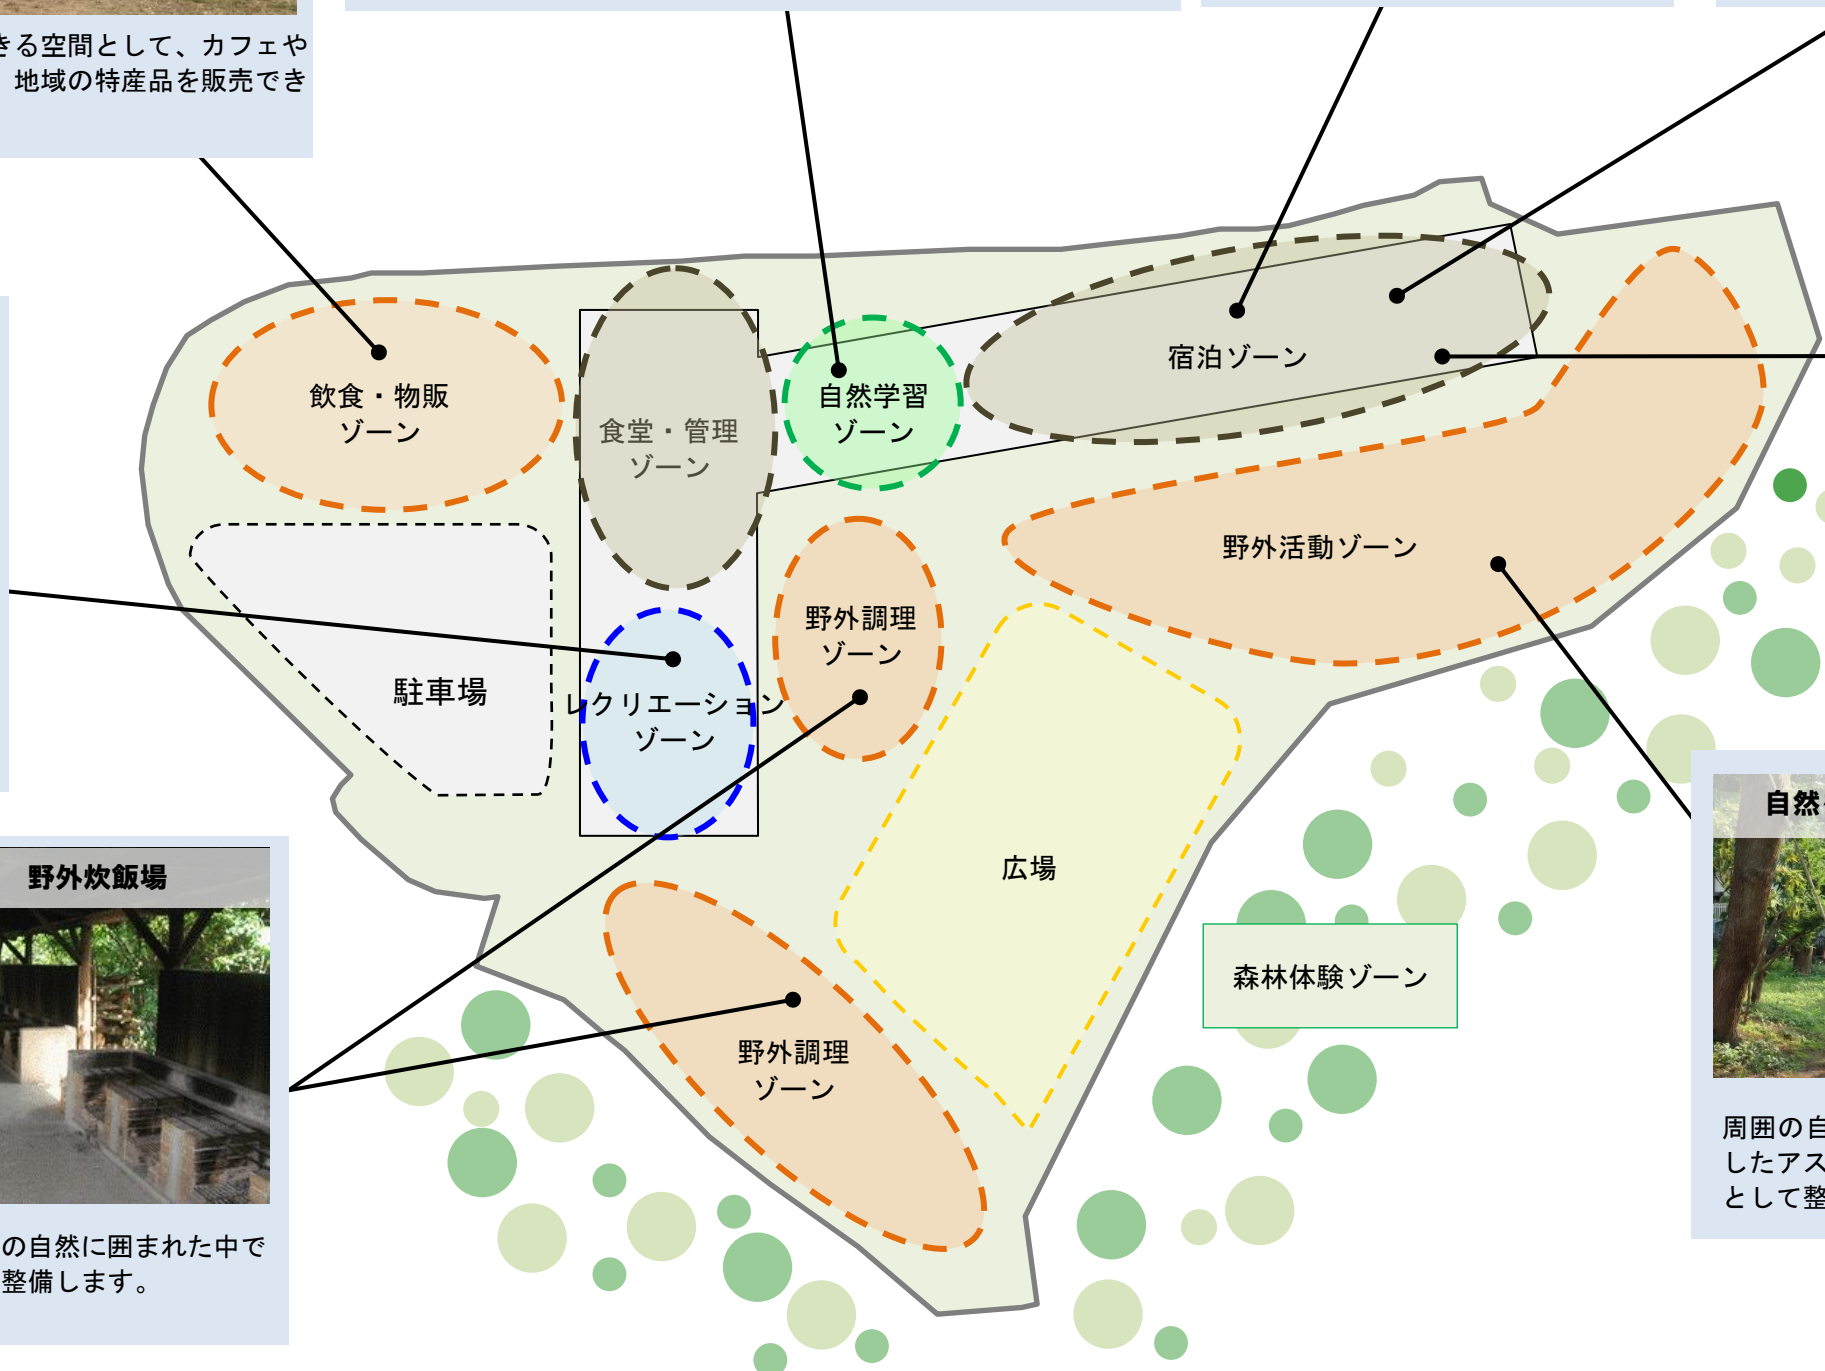 きる空間として、カフェや
地域の特産品を販売でき
宿泊ゾーン
飲食・物販
ゾーン
食堂・管理
ゾーン
自然学習
ゾーン
野外活動ゾーン
野外調理
ゾーン
駐車場
レクリエーション
ゾーン
広場
野外炊飯場
森林体験ゾーン
野外調理
ゾーン
の自然に囲まれた中で
整備します。
自然
周囲の自
したアス
として整